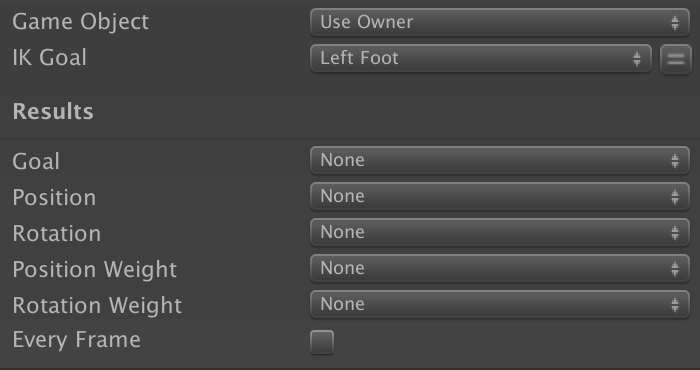 Game Object Use Owner
IK Goal Left Foot
Results
Goal None
Position None
Rotation None
Position Weight None
Rotation Weight None
Every Frame